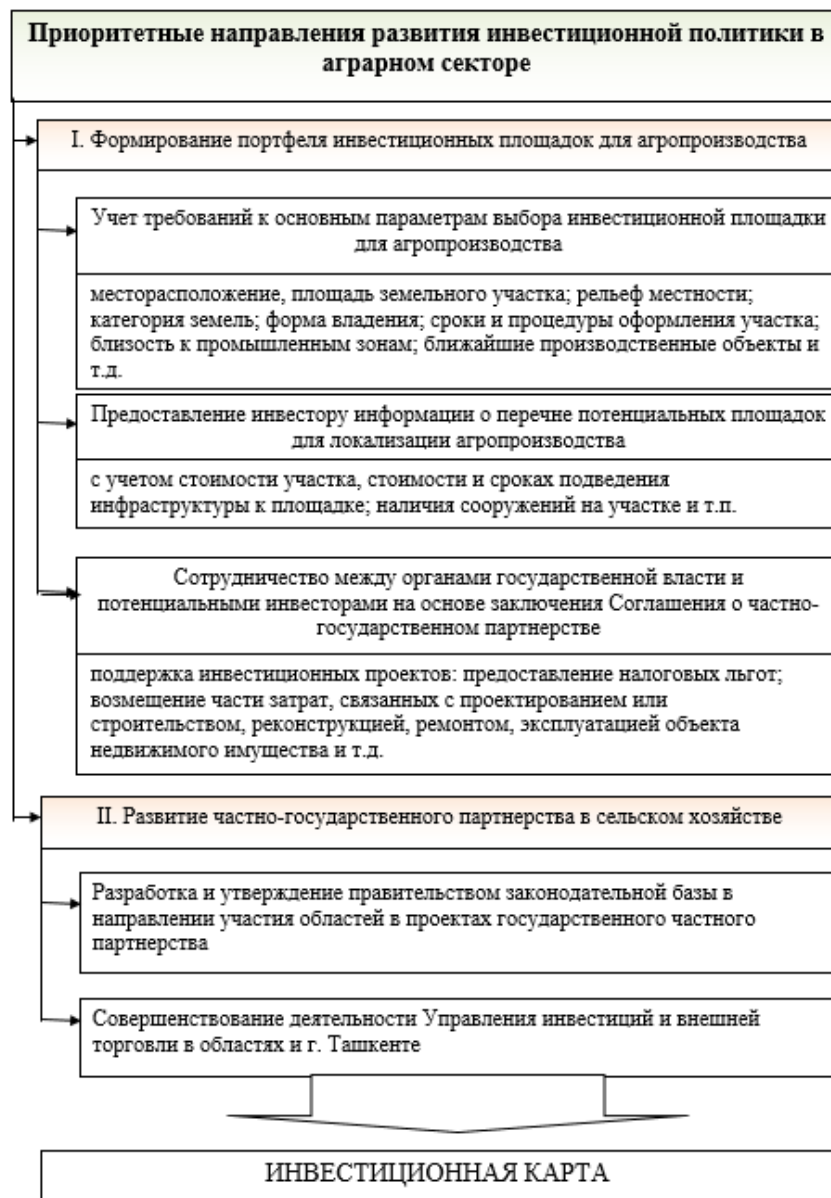 Приоритетные направления развития инвестиционной политики в
аграрном секторе
I. Формирование портфеля инвестиционных площадок для агропроизводства
Учет требований к основным параметрам выбора инвестиционной площадки
для агропроизводства
месторасположение, площадь земельного участка; рельеф местности;
категория земель; форма владения; сроки и процедуры оформления участка;
близость к промышленным зонам; ближайшие производственные объекты и
т.д.
Предоставление инвестору информации о перечне потенциальных площадок
для локализации агропроизводства
с учетом стоимости участка, стоимости и сроках подведения
инфраструктуры к площадке; наличия сооружений на участке и т.п.
Сотрудничество между органами государственной власти и
потенциальными инвесторами на основе заключения Соглашения о частно-
государственном партнерстве
поддержка инвестиционных проектов: предоставление налоговых льгот;
возмещение части затрат, связанных с проектированием или
строительством, реконструкцией, ремонтом, эксплуатацией объекта
недвижимого имущества и т.д.
II. Развитие частно-государственного партнерства в сельском хозяйстве
Разработка и утверждение правительством законодательной базы в
направлении участия областей в проектах государственного частного
партнерства
Совершенствование деятельности Управления инвестиций и внешней
торговли в областях и г. Ташкенте
ИНВЕСТИЦИОННАЯ КАРТА